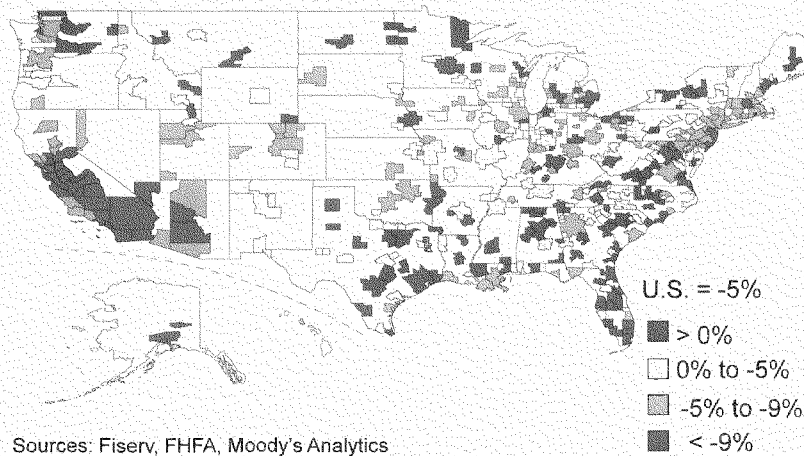 U.S. = -5%
> 0%
0% to -5%
-5% to -9%
< -9%
Sources: Fiserv, FHFA, Moody's Analytics